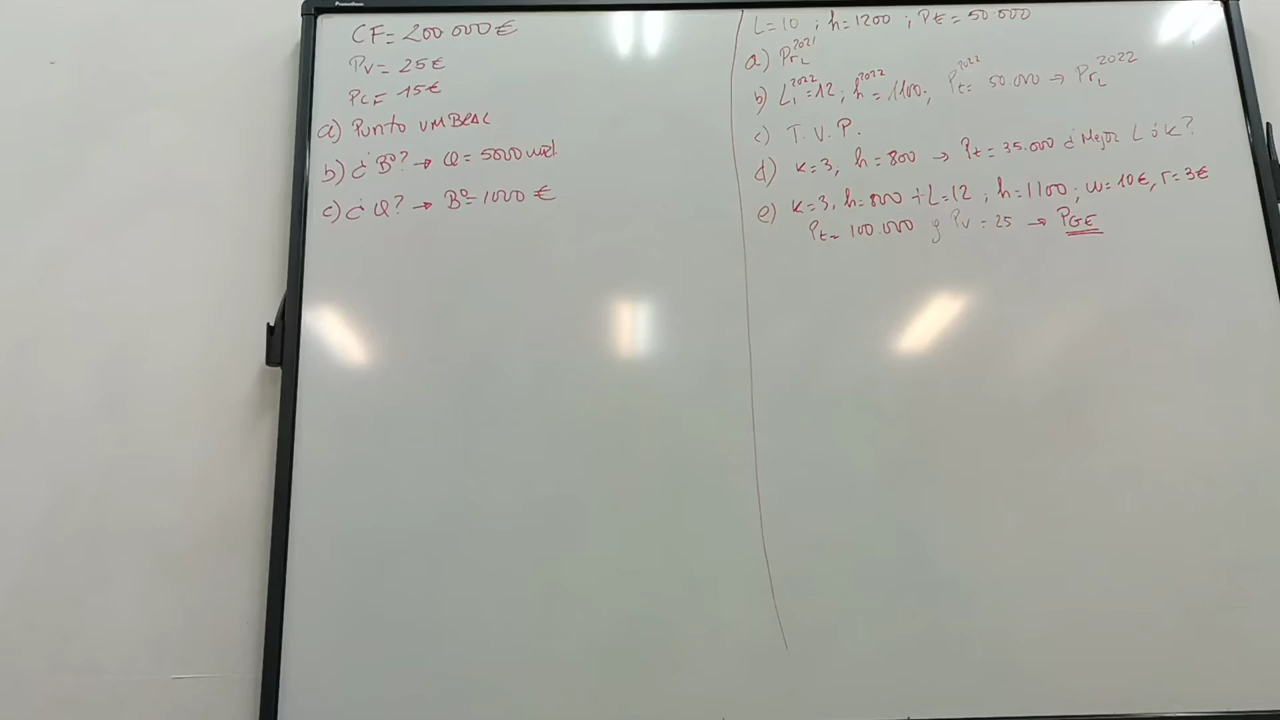 Promethean
CF = 200 000 €
Pv = 25 €
PCF = 15 €
a) Punto UMBRAL
b) ¿Bº? → Q = 5000 und.
c) ¿Q? → Bº = 1000 €
L = 10 ; h = 1200 ; Pt = 50.000
a) PrL 2021
b) L 2022 = 12 ; h 2022 = 1100 ; Pt 2022 = 50.000 → PrL 2022
c) T.V.P.
d) K = 3, h = 800 → Pt = 35.000 ¿Mejor L ó K?
e) K = 3, h = 800 + L = 12 ; h = 1100 ; w = 10 €, r = 3 €
Pt = 100.000 y Pv = 25 → PGE